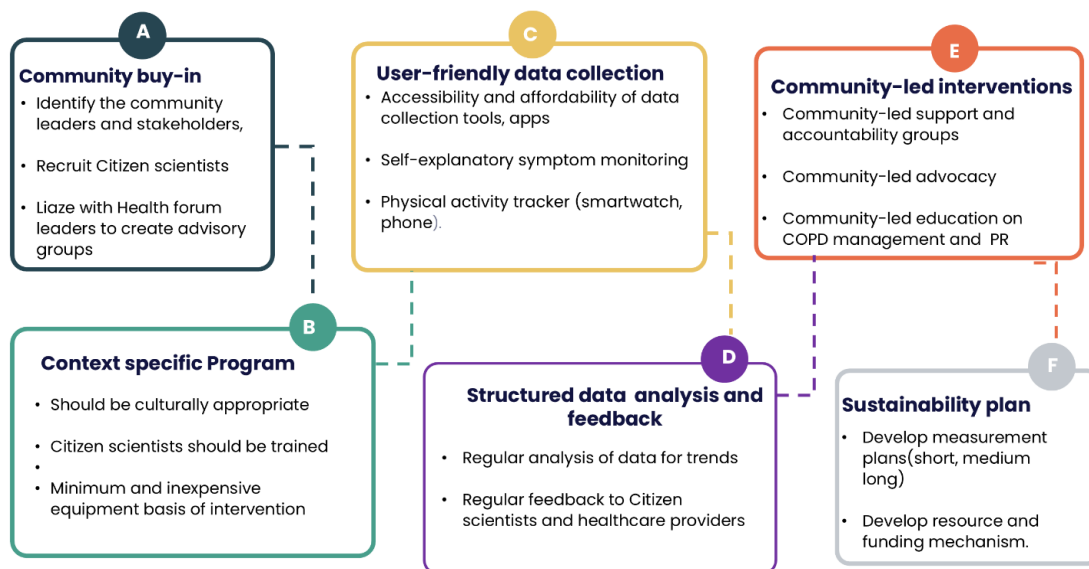 A
Community buy-in
• Identify the community
leaders and stakeholders,
• Recruit Citizen scientists
• Liaze with Health forum
leaders to create advisory
groups
B
Context specific Program
• Should be culturally appropriate
• Citizen scientists should be trained
•
• Minimum and inexpensive
equipment basis of intervention
C
User-friendly data collection
• Accessibility and affordability of data
collection tools, apps
• Self-explanatory symptom monitoring
• Physical activity tracker (smartwatch,
phone).
D
Structured data analysis and
feedback
• Regular analysis of data for trends
• Regular feedback to Citizen
scientists and healthcare providers
E
Community-led interventions
• Community-led support and
accountability groups
• Community-led advocacy
• Community-led education on
COPD management and PR
F
Sustainability plan
• Develop measurement
plans(short, medium
long)
• Develop resource and
funding mechanism.